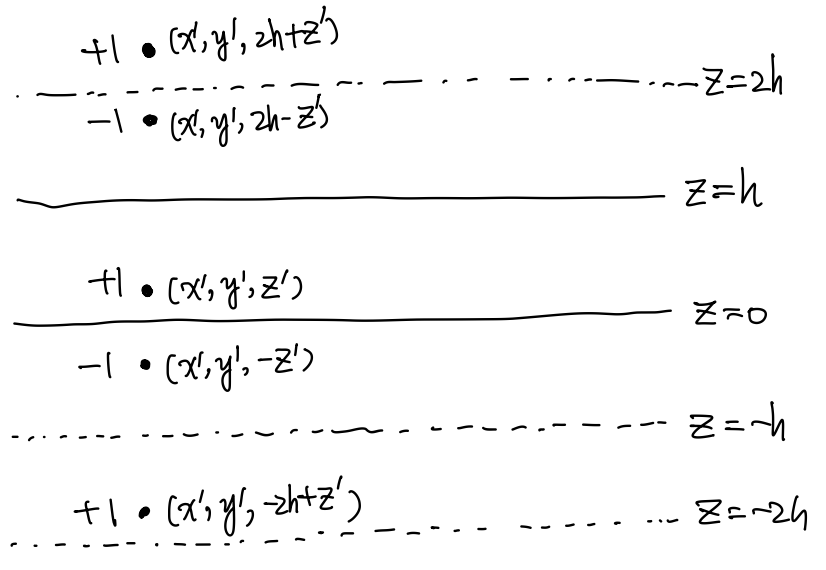 +1 • (x', y', 2h+z')
z=2h
-1 • (x', y', 2h-z')
z=h
+1 • (x', y', z')
z=0
-1 • (x', y', -z')
z=-h
+1 • (x', y', -2h+z')
z=-2h